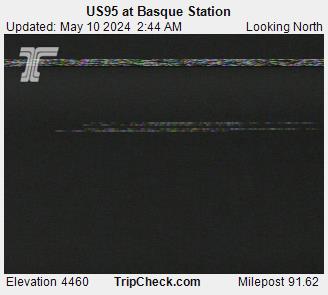 US95 at Basque Station
Updated: May 10 2024 2:44 AM Looking North
Elevation 4460 TripCheck.com Milepost 91.62